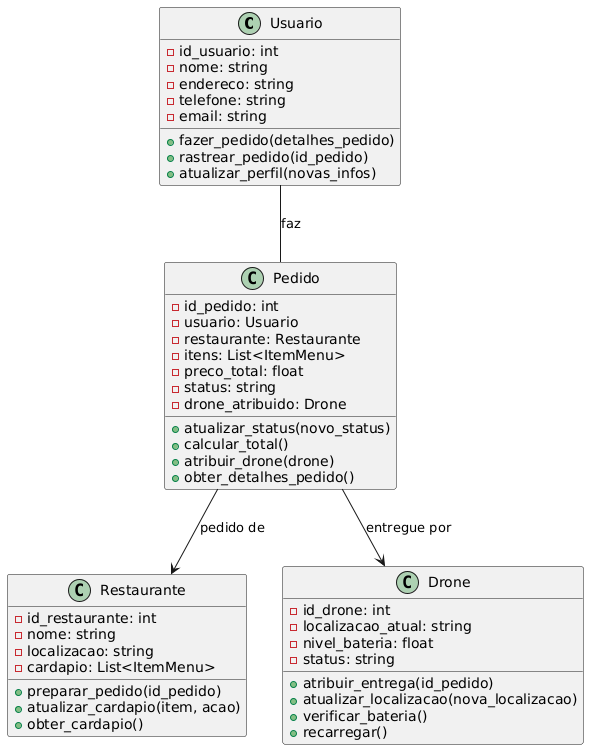 C Usuario
id_usuario: int
nome: string
endereco: string
telefone: string
email: string
fazer_pedido(detalhes_pedido)
rastrear_pedido(id_pedido)
atualizar_perfil(novas_infos)
faz
C Pedido
id_pedido: int
usuario: Usuario
restaurante: Restaurante
itens: List<ItemMenu>
preco_total: float
status: string
drone_atribuido: Drone
atualizar_status(novo_status)
calcular_total()
atribuir_drone(drone)
obter_detalhes_pedido()
pedido de
entregue por
C Restaurante
id_restaurante: int
nome: string
localizacao: string
cardapio: List<ItemMenu>
preparar_pedido(id_pedido)
atualizar_cardapio(item, acao)
obter_cardapio()
C Drone
id_drone: int
localizacao_atual: string
nivel_bateria: float
status: string
atribuir_entrega(id_pedido)
atualizar_localizacao(nova_localizacao)
verificar_bateria()
recarregar()